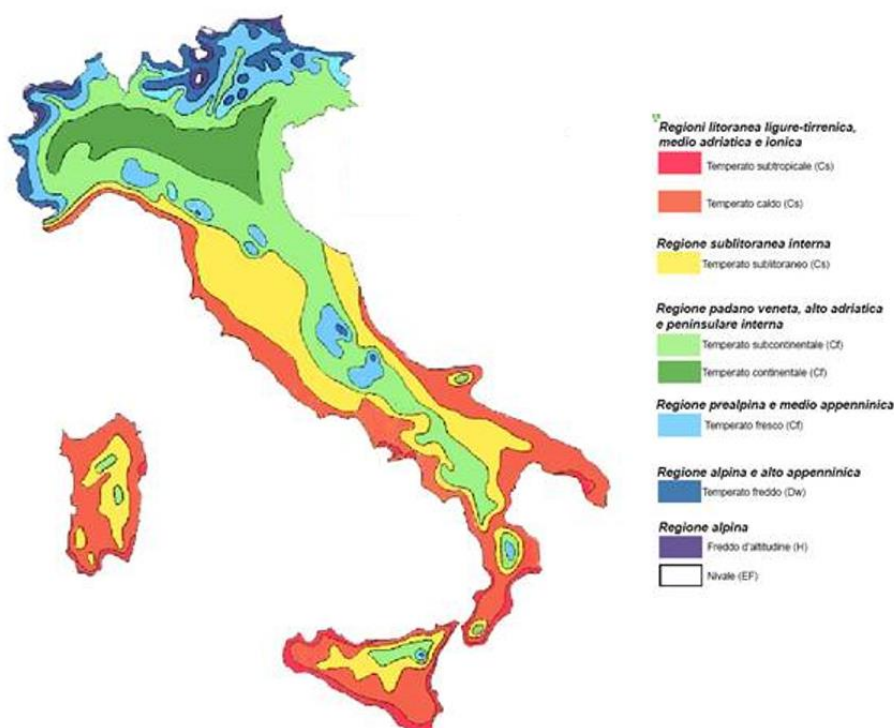 Regioni litoranea ligure-tirrenica,
medio adriatica e ionica
Temperato subtropicale (Cs)
Temperato caldo (Cs)
Regione sublitoranea interna
Temperato sublitoraneo (Cs)
Regione padano veneta, alto adriatica
e peninsulare interna
Temperato subcontinentale (Cf)
Temperato continentale (Cf)
Regione prealpina e medio appenninica
Temperato fresco (Cf)
Regione alpina e alto appenninica
Temperato freddo (Dw)
Regione alpina
Freddo d'altitudine (H)
Nivale (EF)